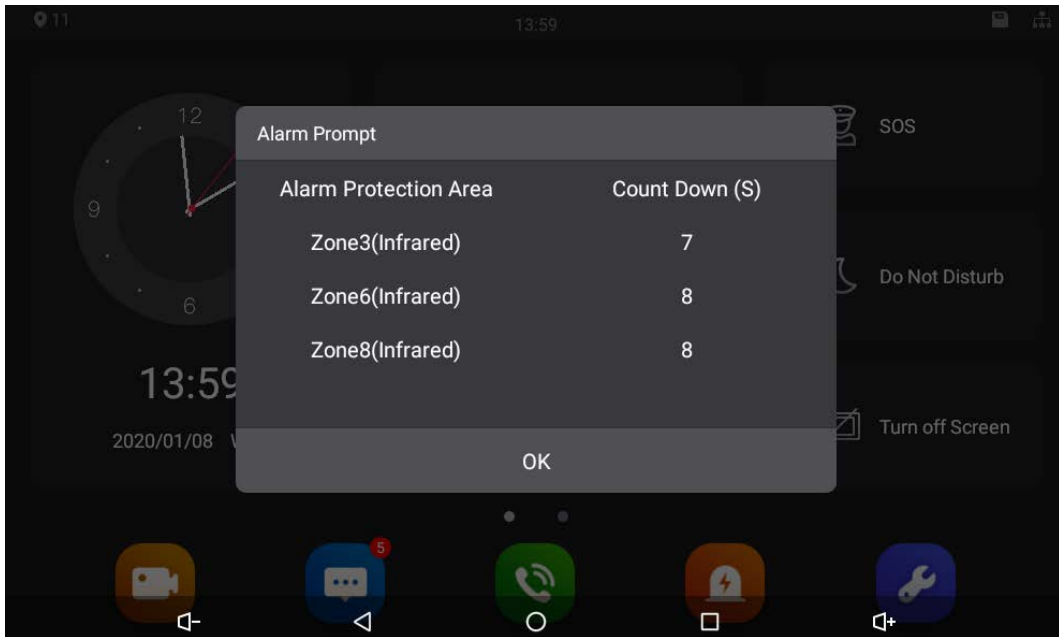 11
13:59
12
9
6
13:59
2020/01/08 W
Alarm Prompt
Alarm Protection Area Count Down (S)
Zone3(Infrared) 7
Zone6(Infrared) 8
Zone8(Infrared) 8
OK
SOS
Do Not Disturb
Turn off Screen
5